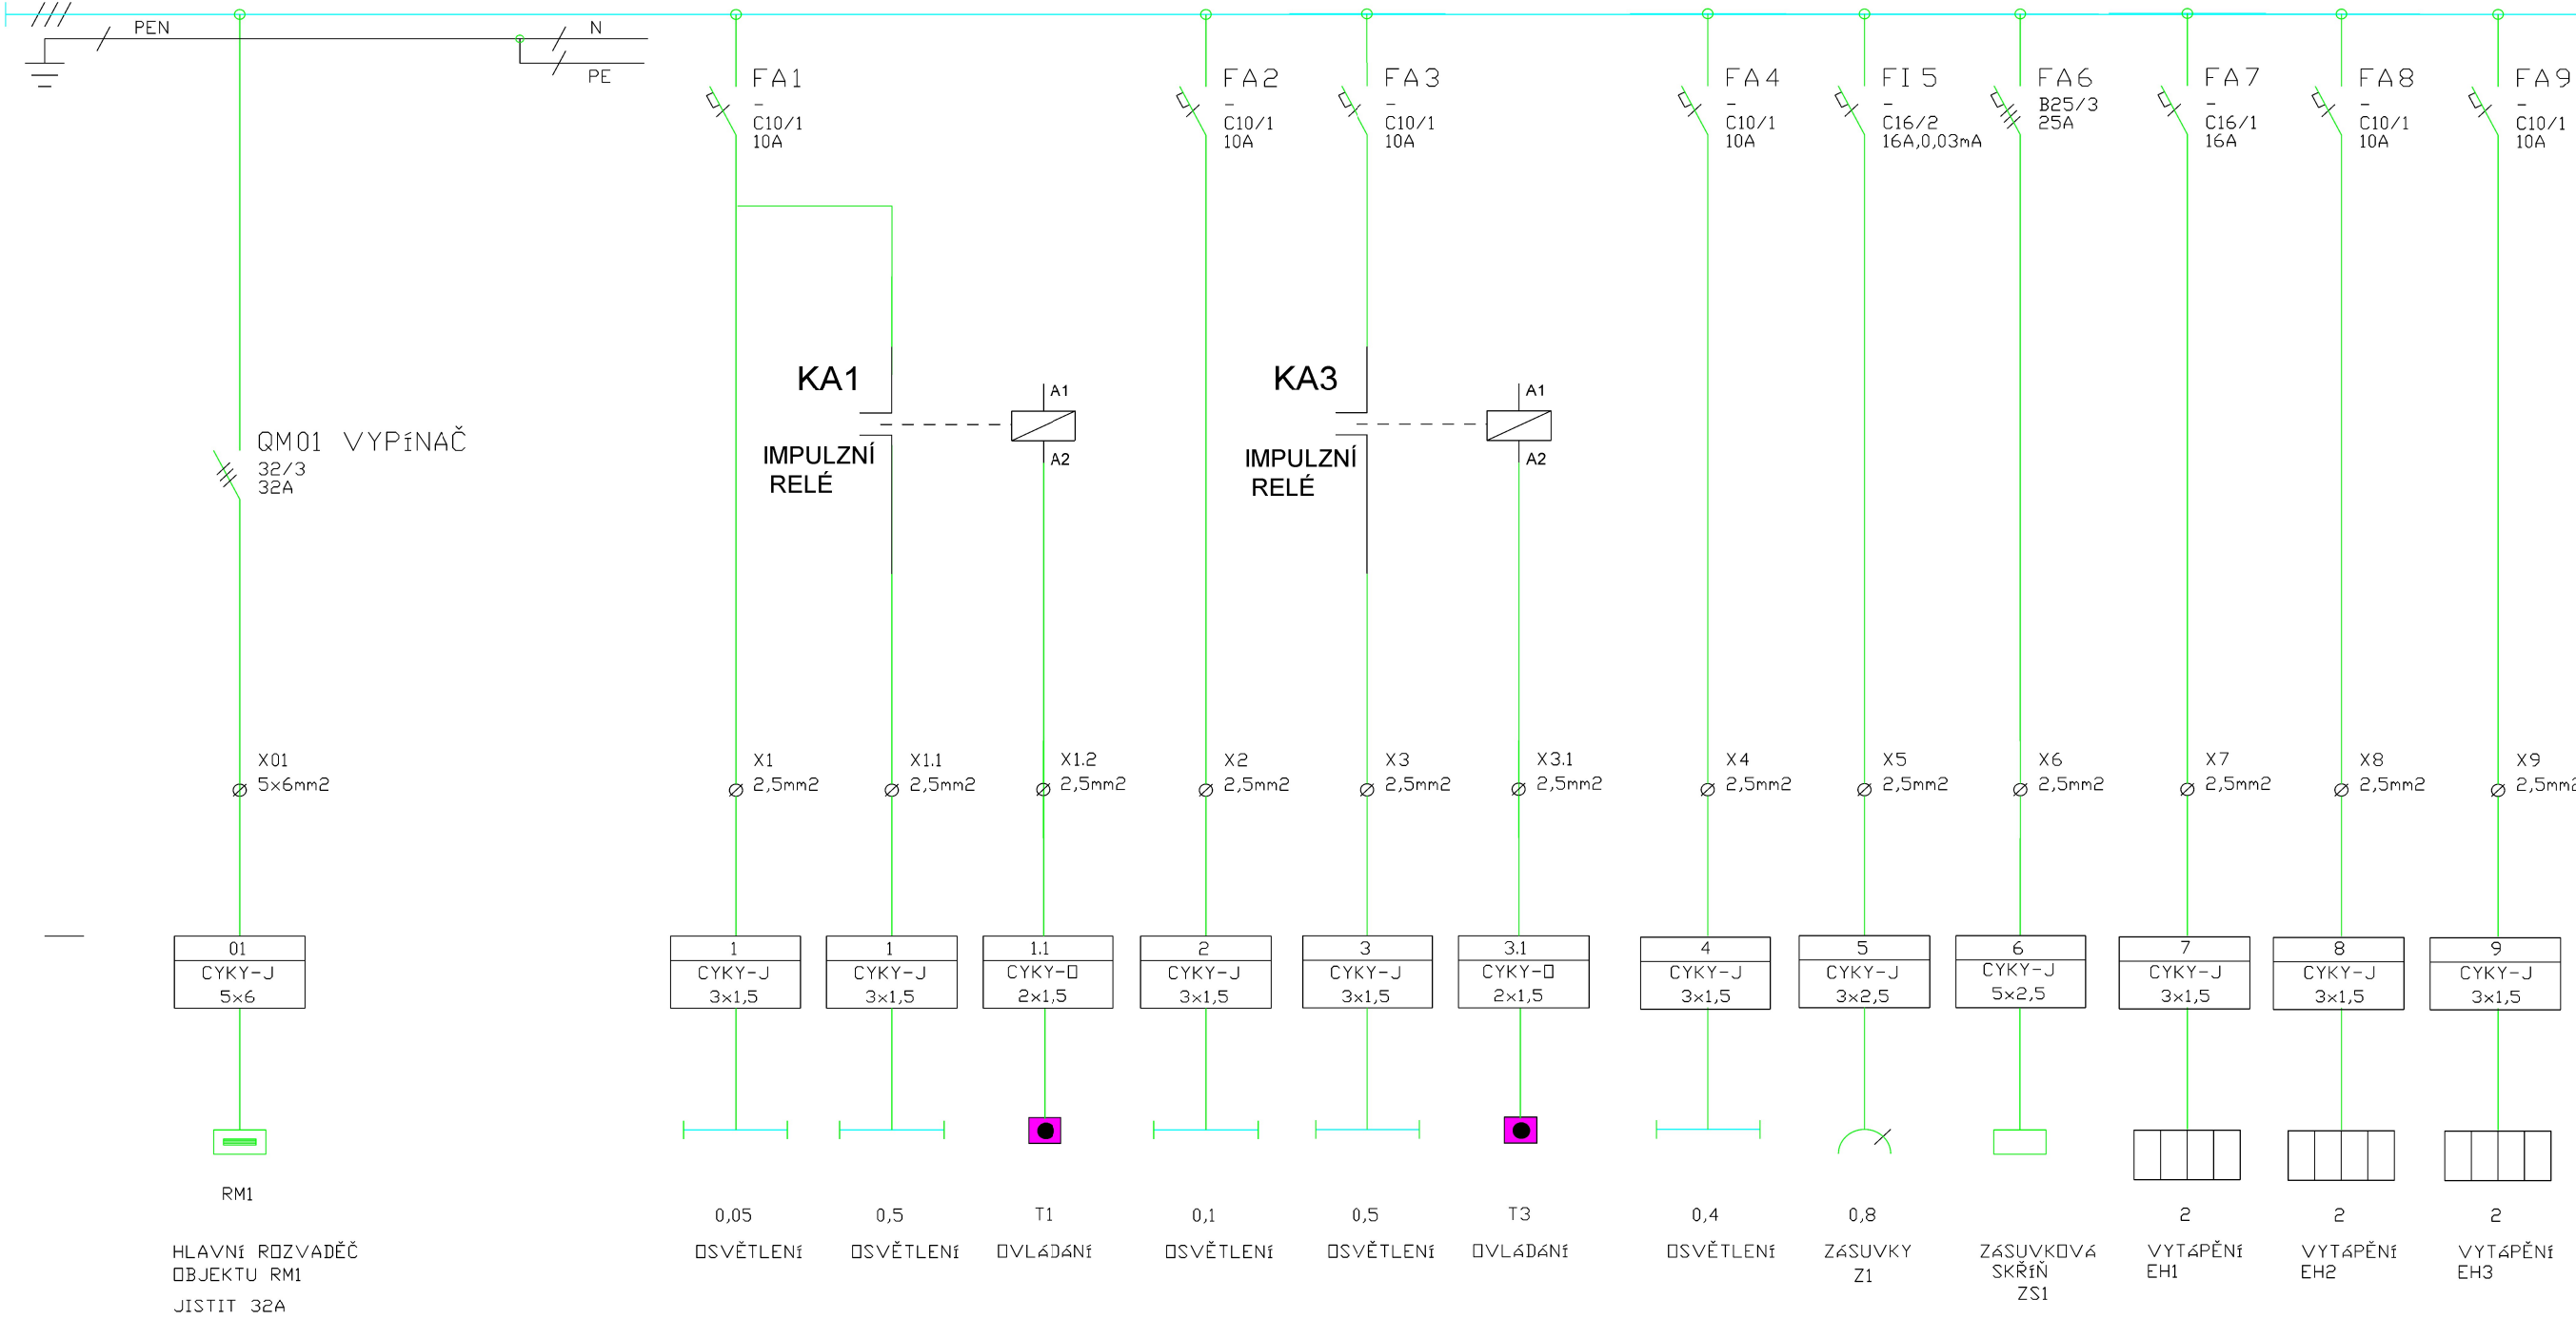 PEN
N
PE
FA1
-
C10/1
10A
FA2
-
C10/1
10A
FA3
-
C10/1
10A
FA4
-
C10/1
10A
FI5
-
C16/2
16A,0,03mA
FA6
B25/3
25A
FA7
-
C16/1
16A
FA8
-
C10/1
10A
FA9
-
C10/1
10A
QM01 VYPíNAČ
32/3
32A
KA1
IMPULZNÍ
RELÉ
A1
A2
KA3
IMPULZNÍ
RELÉ
A1
A2
X01
5x6mm2
X1
2,5mm2
X1.1
2,5mm2
X1.2
2,5mm2
X2
2,5mm2
X3
2,5mm2
X3.1
2,5mm2
X4
2,5mm2
X5
2,5mm2
X6
2,5mm2
X7
2,5mm2
X8
2,5mm2
X9
2,5mm2
01
CYKY-J
5x6
1
CYKY-J
3x1,5
1
CYKY-J
3x1,5
1.1
CYKY-O
2x1,5
2
CYKY-J
3x1,5
3
CYKY-J
3x1,5
3.1
CYKY-O
2x1,5
4
CYKY-J
3x1,5
5
CYKY-J
3x2,5
6
CYKY-J
5x2,5
7
CYKY-J
3x1,5
8
CYKY-J
3x1,5
9
CYKY-J
3x1,5
RM1
HLAVNí ROZVADĚČ
OBJEKTU RM1
JISTIT 32A
0,05
OSVĚTLENí
0,5
OSVĚTLENí
T1
OVLáDáNí
0,1
OSVĚTLENí
0,5
OSVĚTLENí
T3
OVLáDáNí
0,4
OSVĚTLENí
0,8
ZáSUVKY
Z1
ZáSUVKOVá
SKŘíŇ
ZS1
2
VYTáPĚNí
EH1
2
VYTáPĚNí
EH2
2
VYTáPĚNí
EH3